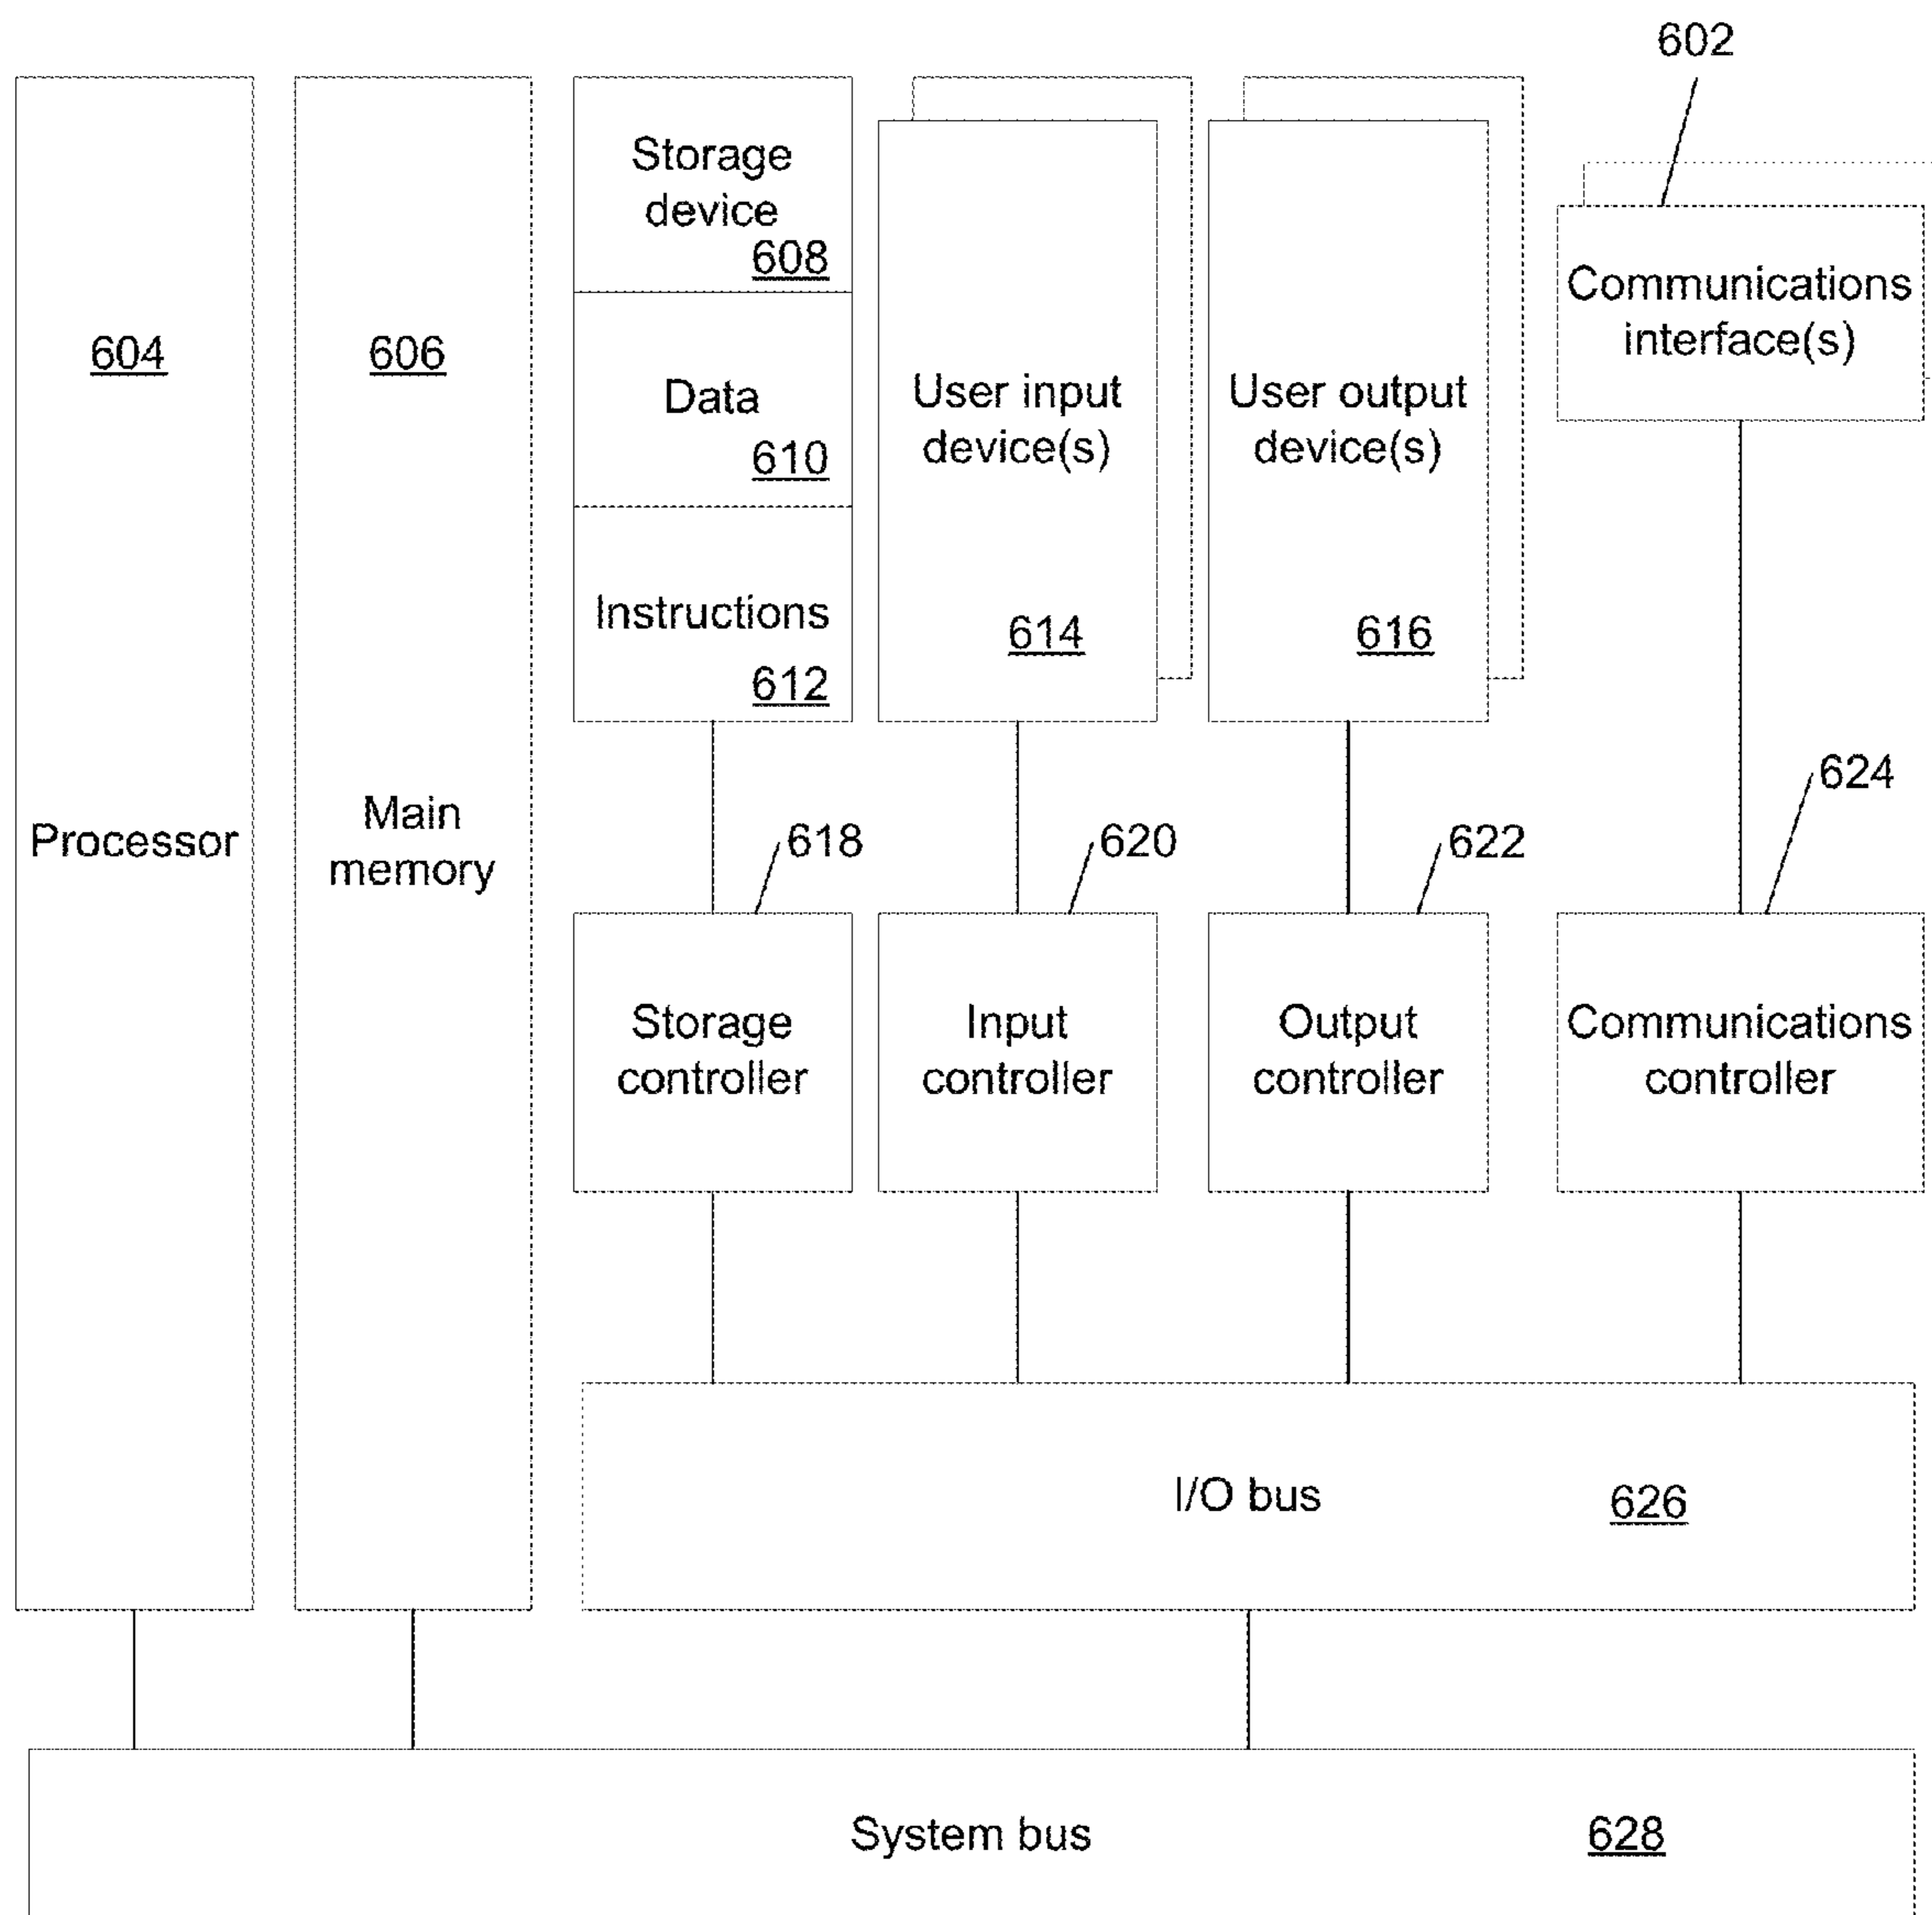 602
Storage
device
608
604
606
Communications
interface(s)
Data
610
User input
device(s)
User output
device(s)
Instructions
612
614
616
624
Processor
Main
memory
618
620
622
Storage
controller
Input
controller
Output
controller
Communications
controller
I/O bus
626
System bus
628